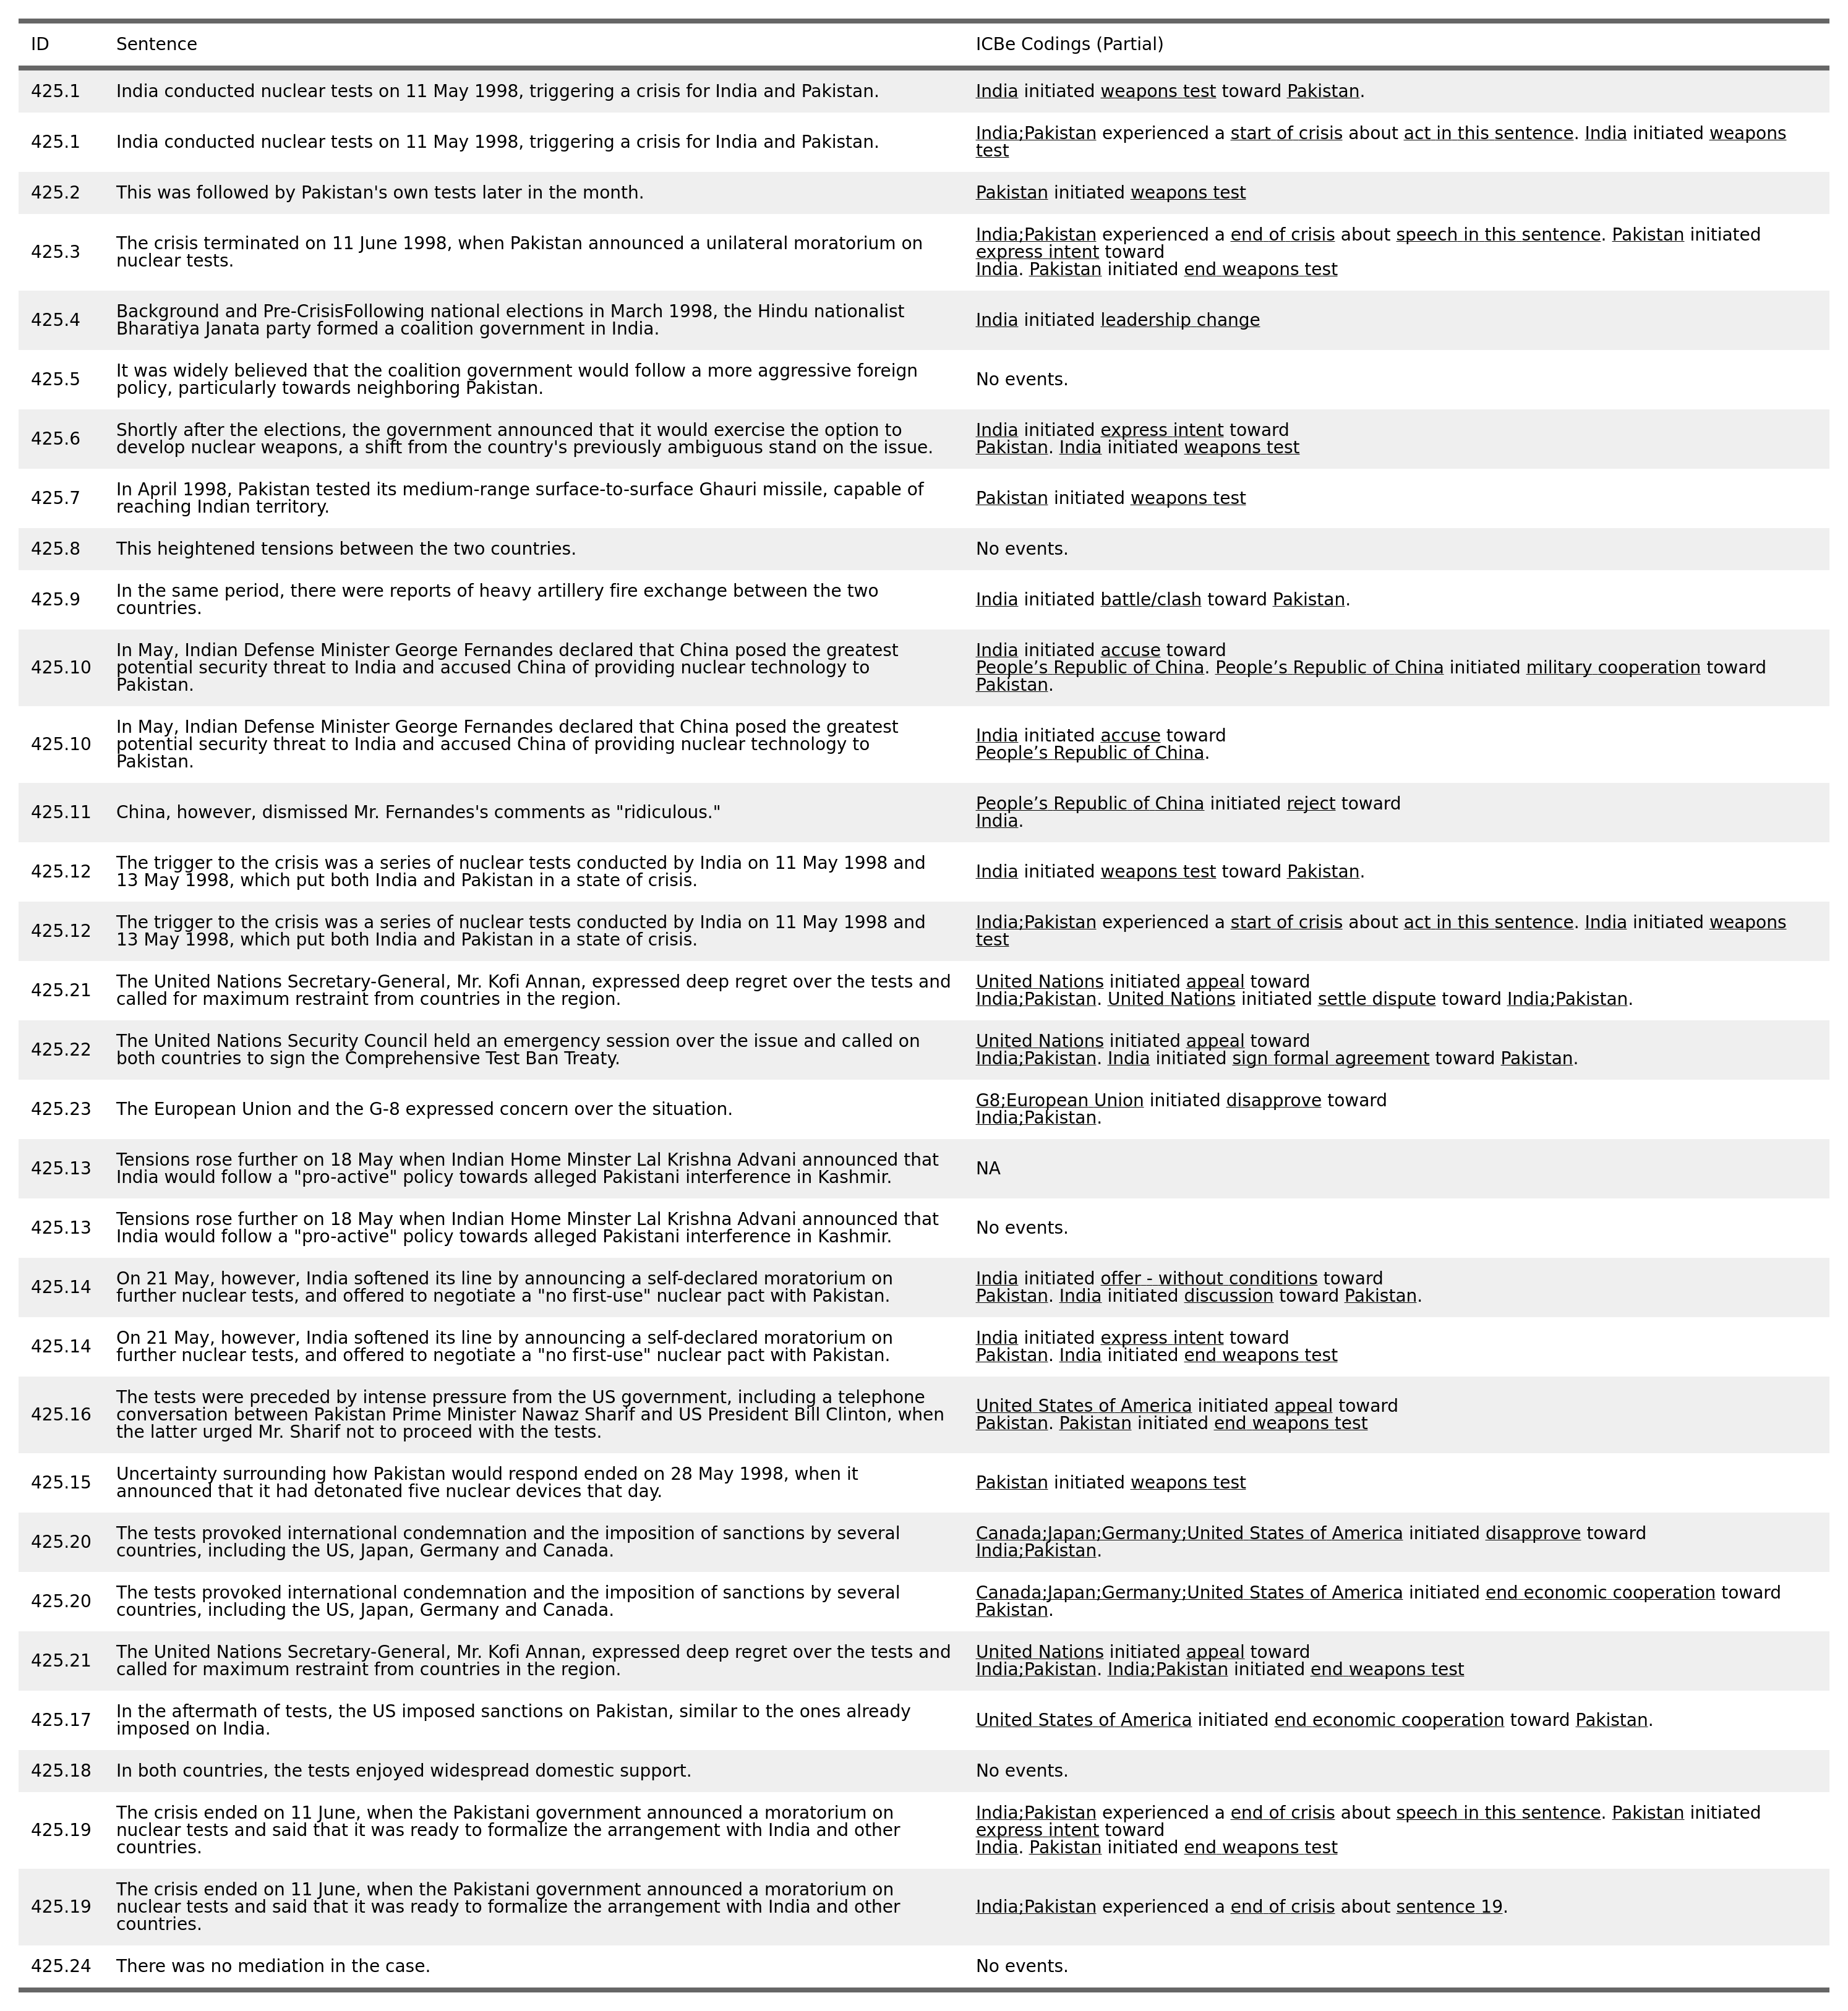 ID Sentence ICBe Codings (Partial)
425.1 India conducted nuclear tests on 11 May 1998, triggering a crisis for India and Pakistan. India initiated weapons test toward Pakistan.
425.1 India conducted nuclear tests on 11 May 1998, triggering a crisis for India and Pakistan. India;Pakistan experienced a start of crisis about act in this sentence. India initiated weapons
test
425.2 This was followed by Pakistan's own tests later in the month. Pakistan initiated weapons test
425.3 The crisis terminated on 11 June 1998, when Pakistan announced a unilateral moratorium on
nuclear tests.
India;Pakistan experienced a end of crisis about speech in this sentence. Pakistan initiated
express intent toward
India. Pakistan initiated end weapons test
425.4 Background and Pre-CrisisFollowing national elections in March 1998, the Hindu nationalist
Bharatiya Janata party formed a coalition government in India.
India initiated leadership change
425.5 It was widely believed that the coalition government would follow a more aggressive foreign
policy, particularly towards neighboring Pakistan.
No events.
425.6 Shortly after the elections, the government announced that it would exercise the option to
develop nuclear weapons, a shift from the country's previously ambiguous stand on the issue.
India initiated express intent toward
Pakistan. India initiated weapons test
425.7 In April 1998, Pakistan tested its medium-range surface-to-surface Ghauri missile, capable of
reaching Indian territory.
Pakistan initiated weapons test
425.8 This heightened tensions between the two countries. No events.
425.9 In the same period, there were reports of heavy artillery fire exchange between the two
countries.
India initiated battle/clash toward Pakistan.
425.10 In May, Indian Defense Minister George Fernandes declared that China posed the greatest
potential security threat to India and accused China of providing nuclear technology to
Pakistan.
India initiated accuse toward
People’s Republic of China. People’s Republic of China initiated military cooperation toward
Pakistan.
425.10 In May, Indian Defense Minister George Fernandes declared that China posed the greatest
potential security threat to India and accused China of providing nuclear technology to
Pakistan.
India initiated accuse toward
People’s Republic of China.
425.11 China, however, dismissed Mr. Fernandes's comments as "ridiculous."
People’s Republic of China initiated reject toward
India.
425.12 The trigger to the crisis was a series of nuclear tests conducted by India on 11 May 1998 and
13 May 1998, which put both India and Pakistan in a state of crisis.
India initiated weapons test toward Pakistan.
425.12 The trigger to the crisis was a series of nuclear tests conducted by India on 11 May 1998 and
13 May 1998, which put both India and Pakistan in a state of crisis.
India;Pakistan experienced a start of crisis about act in this sentence. India initiated weapons
test
425.21 The United Nations Secretary-General, Mr. Kofi Annan, expressed deep regret over the tests and
called for maximum restraint from countries in the region.
United Nations initiated appeal toward
India;Pakistan. United Nations initiated settle dispute toward India;Pakistan.
425.22 The United Nations Security Council held an emergency session over the issue and called on
both countries to sign the Comprehensive Test Ban Treaty.
United Nations initiated appeal toward
India;Pakistan. India initiated sign formal agreement toward Pakistan.
425.23 The European Union and the G-8 expressed concern over the situation.
G8;European Union initiated disapprove toward
India;Pakistan.
425.13 Tensions rose further on 18 May when Indian Home Minster Lal Krishna Advani announced that
India would follow a "pro-active" policy towards alleged Pakistani interference in Kashmir.
NA
425.13 Tensions rose further on 18 May when Indian Home Minster Lal Krishna Advani announced that
India would follow a "pro-active" policy towards alleged Pakistani interference in Kashmir.
No events.
425.14 On 21 May, however, India softened its line by announcing a self-declared moratorium on
further nuclear tests, and offered to negotiate a "no first-use" nuclear pact with Pakistan.
India initiated offer - without conditions toward
Pakistan. India initiated discussion toward Pakistan.
425.14 On 21 May, however, India softened its line by announcing a self-declared moratorium on
further nuclear tests, and offered to negotiate a "no first-use" nuclear pact with Pakistan.
India initiated express intent toward
Pakistan. India initiated end weapons test
425.16 The tests were preceded by intense pressure from the US government, including a telephone
conversation between Pakistan Prime Minister Nawaz Sharif and US President Bill Clinton, when
the latter urged Mr. Sharif not to proceed with the tests.
United States of America initiated appeal toward
Pakistan. Pakistan initiated end weapons test
425.15 Uncertainty surrounding how Pakistan would respond ended on 28 May 1998, when it
announced that it had detonated five nuclear devices that day.
Pakistan initiated weapons test
425.20 The tests provoked international condemnation and the imposition of sanctions by several
countries, including the US, Japan, Germany and Canada.
Canada;Japan;Germany;United States of America initiated disapprove toward
India;Pakistan.
425.20 The tests provoked international condemnation and the imposition of sanctions by several
countries, including the US, Japan, Germany and Canada.
Canada;Japan;Germany;United States of America initiated end economic cooperation toward
Pakistan.
425.21 The United Nations Secretary-General, Mr. Kofi Annan, expressed deep regret over the tests and
called for maximum restraint from countries in the region.
United Nations initiated appeal toward
India;Pakistan. India;Pakistan initiated end weapons test
425.17 In the aftermath of tests, the US imposed sanctions on Pakistan, similar to the ones already
imposed on India.
United States of America initiated end economic cooperation toward Pakistan.
425.18 In both countries, the tests enjoyed widespread domestic support. No events.
425.19 The crisis ended on 11 June, when the Pakistani government announced a moratorium on
nuclear tests and said that it was ready to formalize the arrangement with India and other
countries.
India;Pakistan experienced a end of crisis about speech in this sentence. Pakistan initiated
express intent toward
India. Pakistan initiated end weapons test
425.19 The crisis ended on 11 June, when the Pakistani government announced a moratorium on
nuclear tests and said that it was ready to formalize the arrangement with India and other
countries.
India;Pakistan experienced a end of crisis about sentence 19.
425.24 There was no mediation in the case. No events.